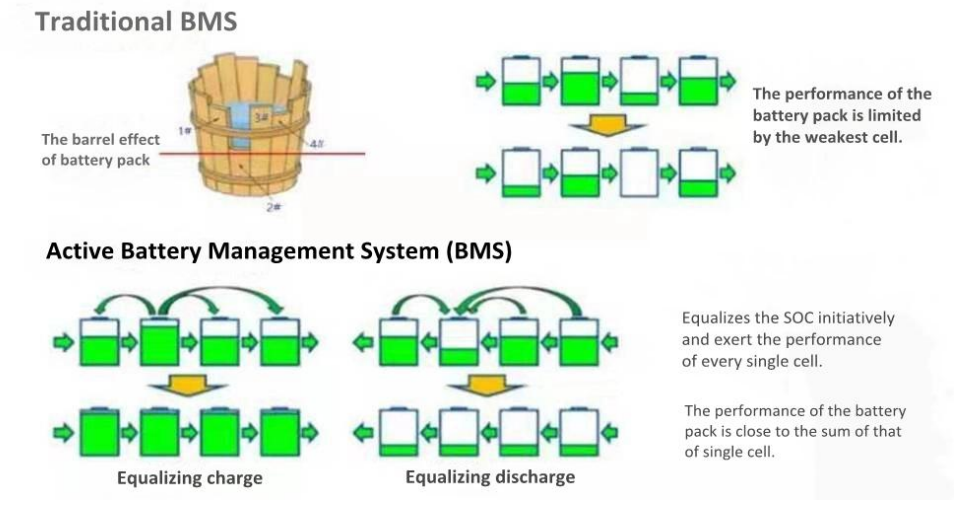 Traditional BMS
The barrel effect
of battery pack
1#
3#
4#
2#
The performance of the
battery pack is limited
by the weakest cell.
Active Battery Management System (BMS)
Equalizes the SOC initiatively
and exert the performance
of every single cell.
The performance of the battery
pack is close to the sum of that
of single cell.
Equalizing charge
Equalizing discharge